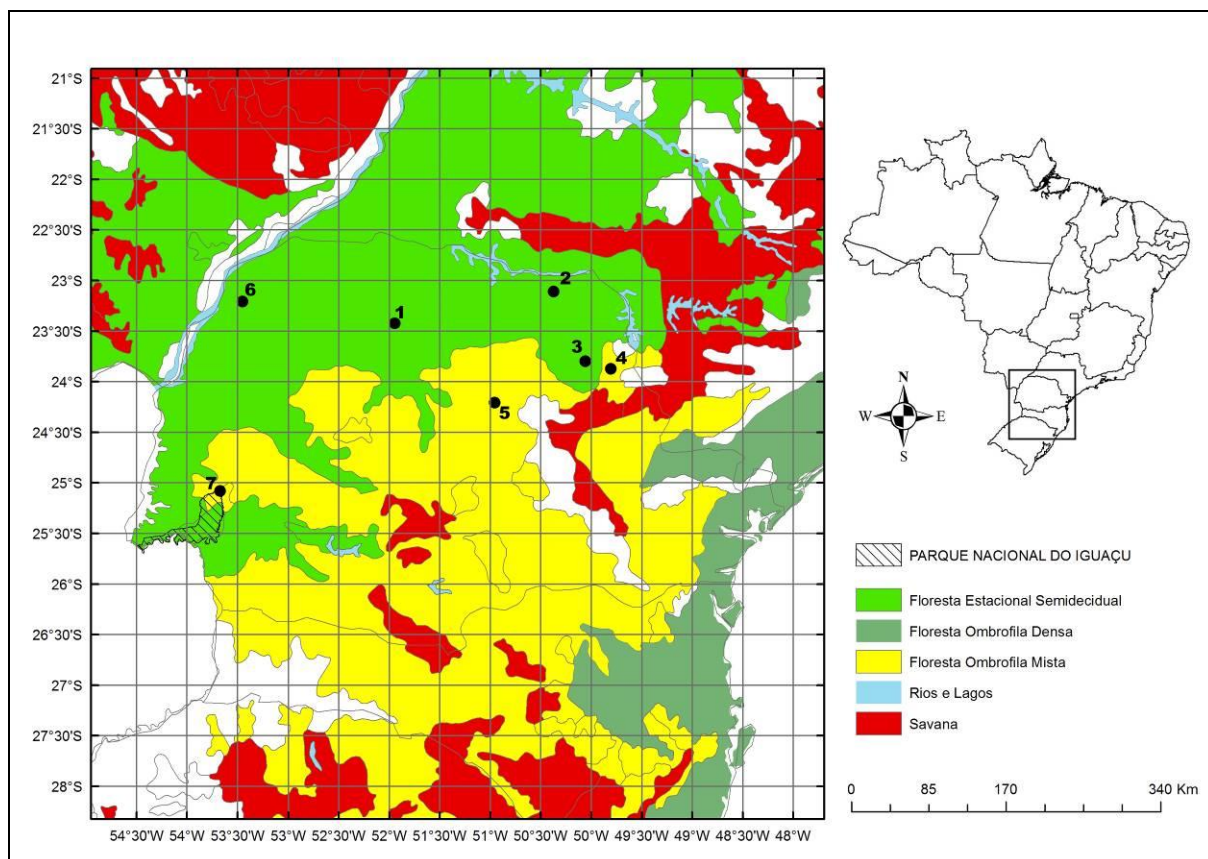 21°S
21°30'S
22°S
22°30'S
23°S
23°30'S
24°S
24°30'S
25°S
25°30'S
26°S
26°30'S
27°S
27°30'S
28°S
54°30'W 54°W 53°30'W 53°W 52°30'W 52°W 51°30'W 51°W 50°30'W 50°W 49°30'W 49°W 48°30'W 48°W
6
1
2
3
4
5
7
N
W E
S
PARQUE NACIONAL DO IGUAÇU
Floresta Estacional Semidecidual
Floresta Ombrofila Densa
Floresta Ombrofila Mista
Rios e Lagos
Savana
0 85 170 340 Km